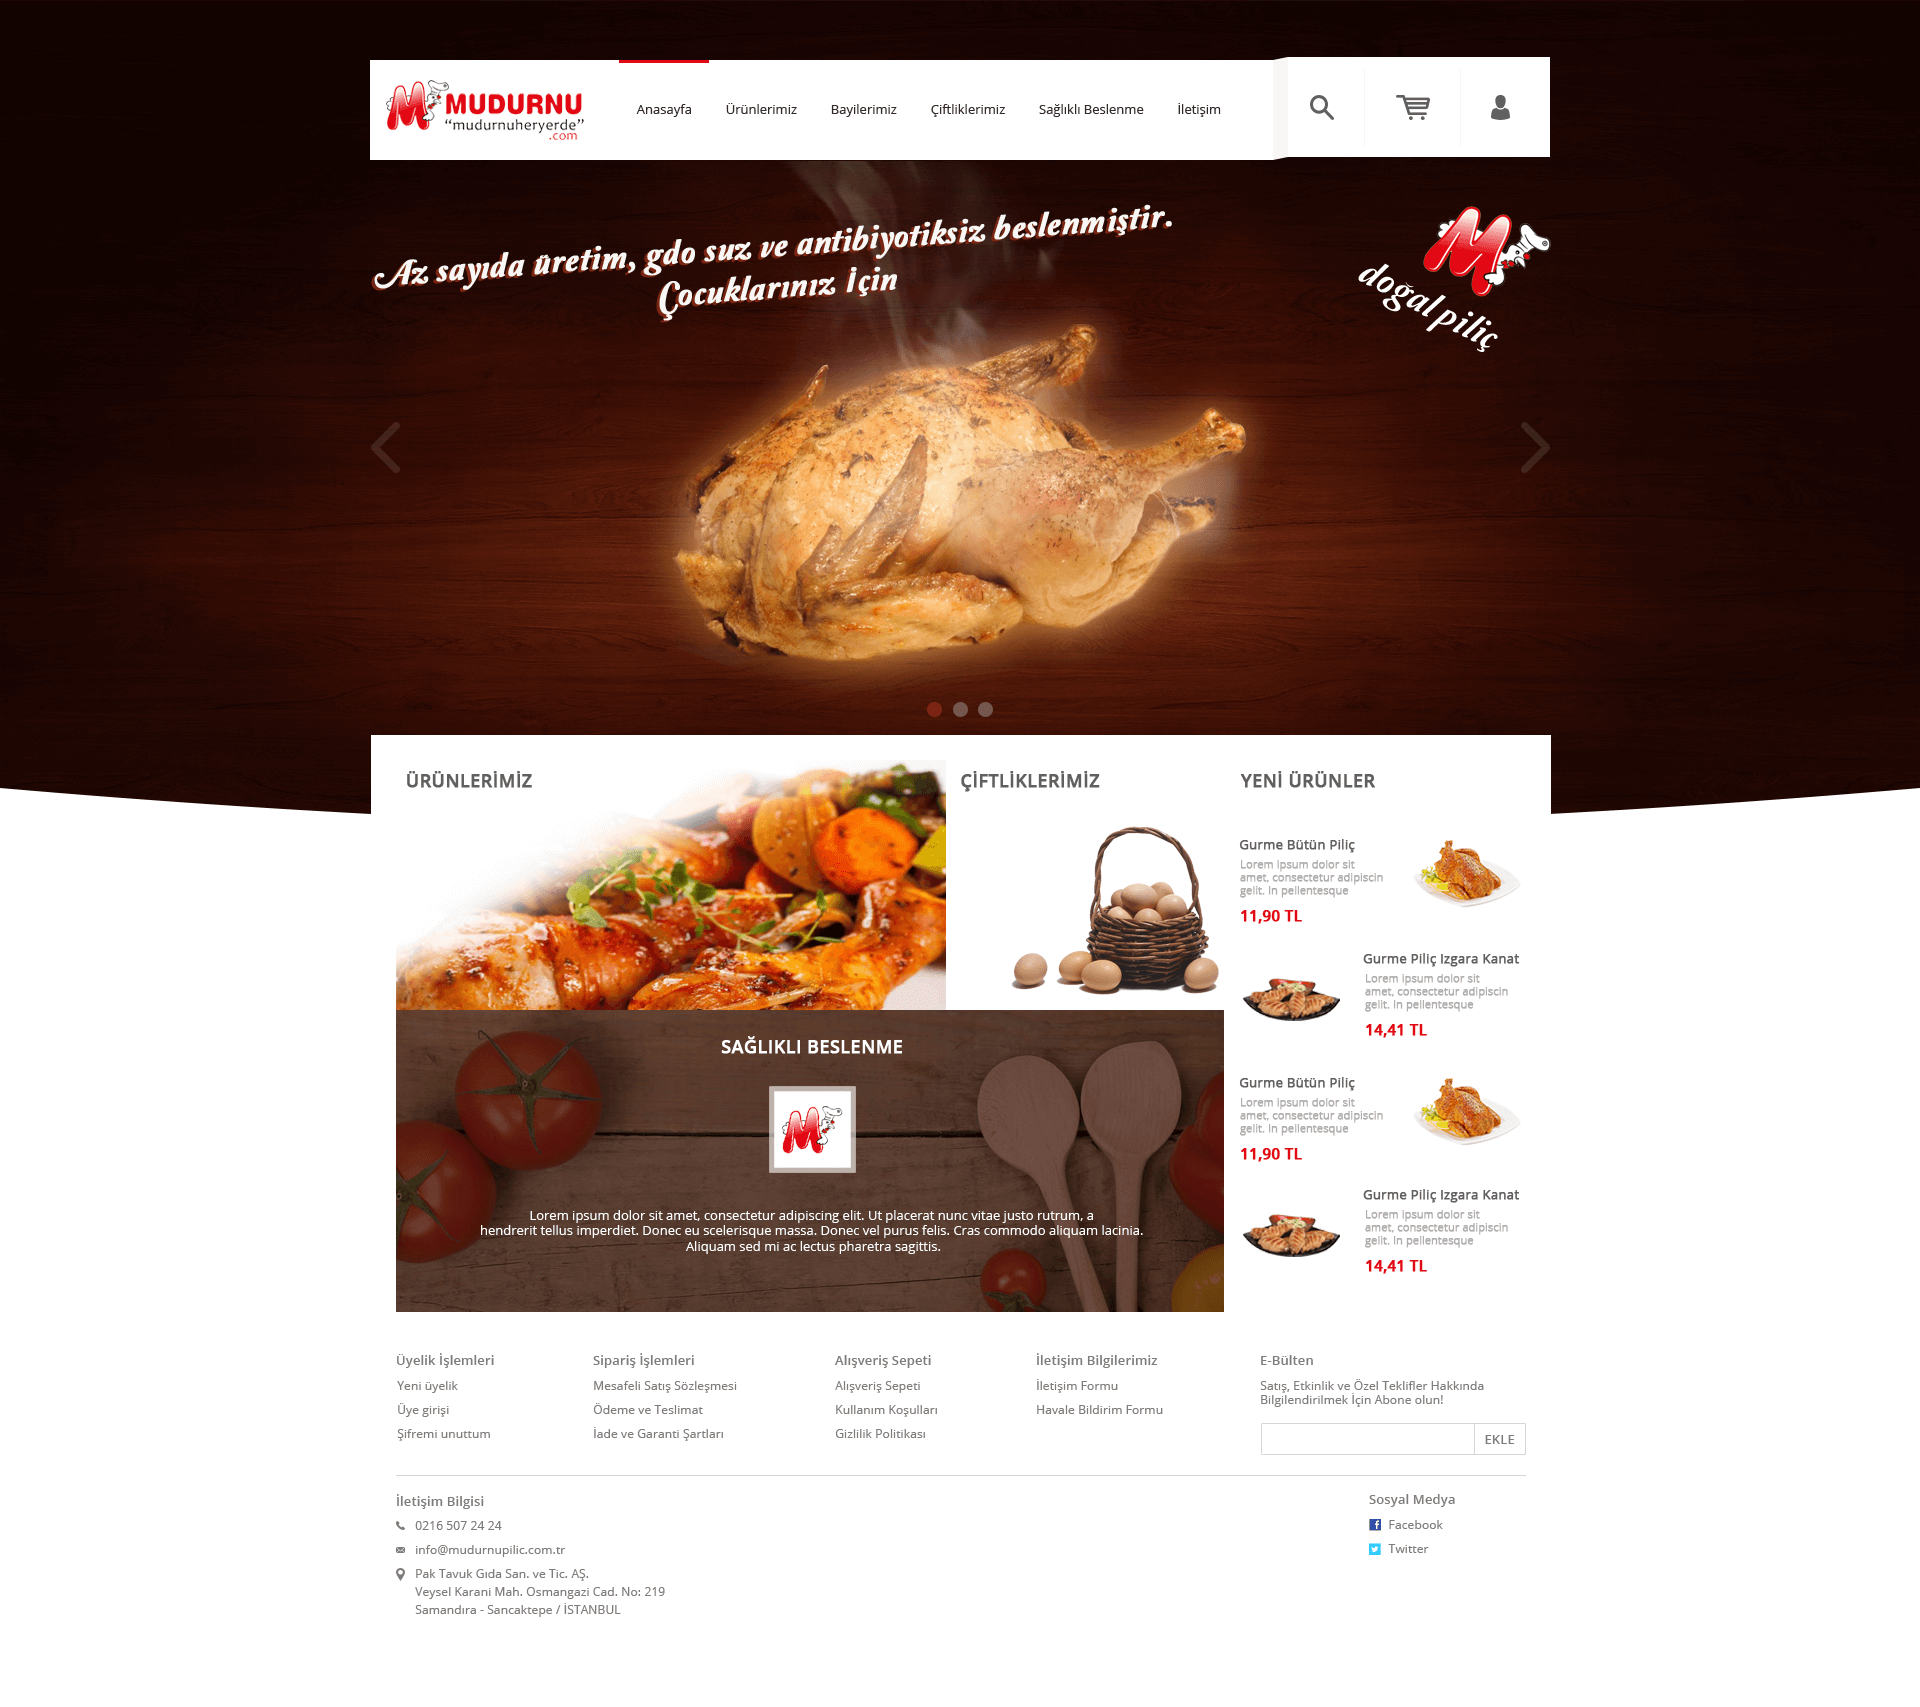 MUDURNU
“mudurnuheryerde”
.com
Anasayfa
Ürünlerimiz
Bayilerimiz
Çiftliklerimiz
Sağlıklı Beslenme
İletişim
Az sayıda üretim, gdo suz ve antibiyotiksiz beslenmiştir.
Çocuklarınız İçin
M
doğal piliç
ÜRÜNLERİMİZ
ÇİFTLİKLERİMİZ
YENİ ÜRÜNLER
Gurme Bütün Piliç
Lorem ipsum dolor sit
amet, consectetur adipiscin
gelit. In pellentesque
11,90 TL
Gurme Piliç Izgara Kanat
Lorem ipsum dolor sit
amet, consectetur adipiscin
gelit. In pellentesque
14,41 TL
Gurme Bütün Piliç
Lorem ipsum dolor sit
amet, consectetur adipiscin
gelit. In pellentesque
11,90 TL
Gurme Piliç Izgara Kanat
Lorem ipsum dolor sit
amet, consectetur adipiscin
gelit. In pellentesque
14,41 TL
SAĞLIKLI BESLENME
M
Lorem ipsum dolor sit amet, consectetur adipiscing elit. Ut placerat nunc vitae justo rutrum, a
hendrerit tellus imperdiet. Donec eu scelerisque massa. Donec vel purus felis. Cras commodo aliquam lacinia.
Aliquam sed mi ac lectus pharetra sagittis.
Üyelik İşlemleri
Yeni üyelik
Üye girişi
Şifremi unuttum
Sipariş İşlemleri
Mesafeli Satış Sözleşmesi
Ödeme ve Teslimat
İade ve Garanti Şartları
Alışveriş Sepeti
Alışveriş Sepeti
Kullanım Koşulları
Gizlilik Politikası
İletişim Bilgilerimiz
İletişim Formu
Havale Bildirim Formu
E-Bülten
Satış, Etkinlik ve Özel Teklifler Hakkında
Bilgilendirilmek İçin Abone olun!
EKLE
İletişim Bilgisi
0216 507 24 24
info@mudurnupilic.com.tr
Pak Tavuk Gıda San. ve Tic. AŞ.
Veysel Karani Mah. Osmangazi Cad. No: 219
Samandıra - Sancaktepe / İSTANBUL
Sosyal Medya
Facebook
Twitter